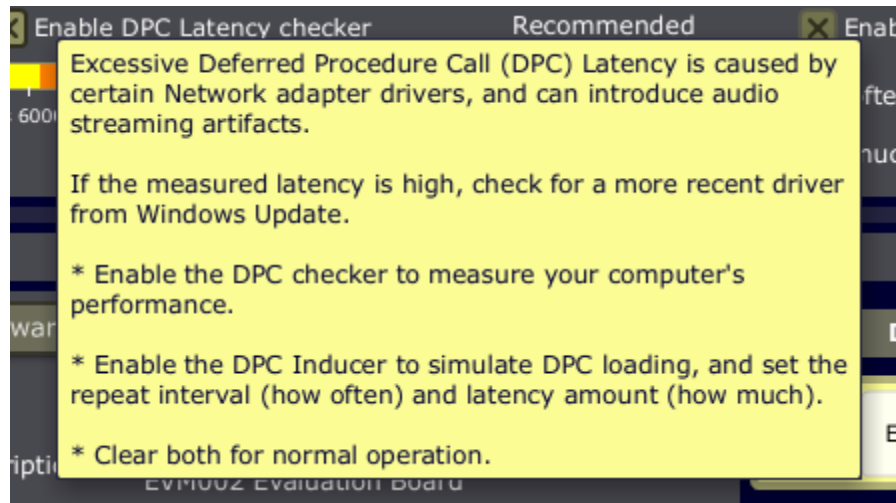 Enable DPC Latency checker Recommended
Excessive Deferred Procedure Call (DPC) Latency is caused by
certain Network adapter drivers, and can introduce audio
streaming artifacts.
If the measured latency is high, check for a more recent driver
from Windows Update.
* Enable the DPC checker to measure your computer's
performance.
* Enable the DPC Inducer to simulate DPC loading, and set the
repeat interval (how often) and latency amount (how much).
* Clear both for normal operation.
EVM002 Evaluation Board